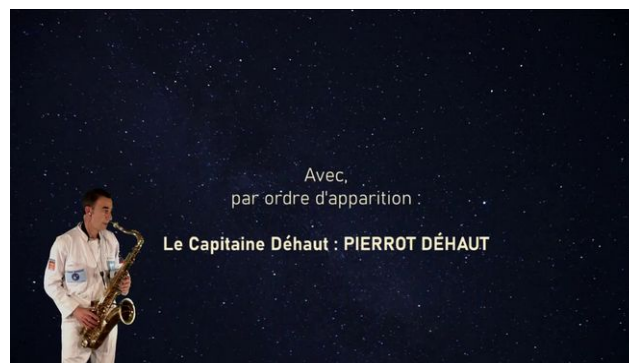 Avec,
par ordre d'apparition :
Le Capitaine Déhaut : PIERROT DÉHAUT